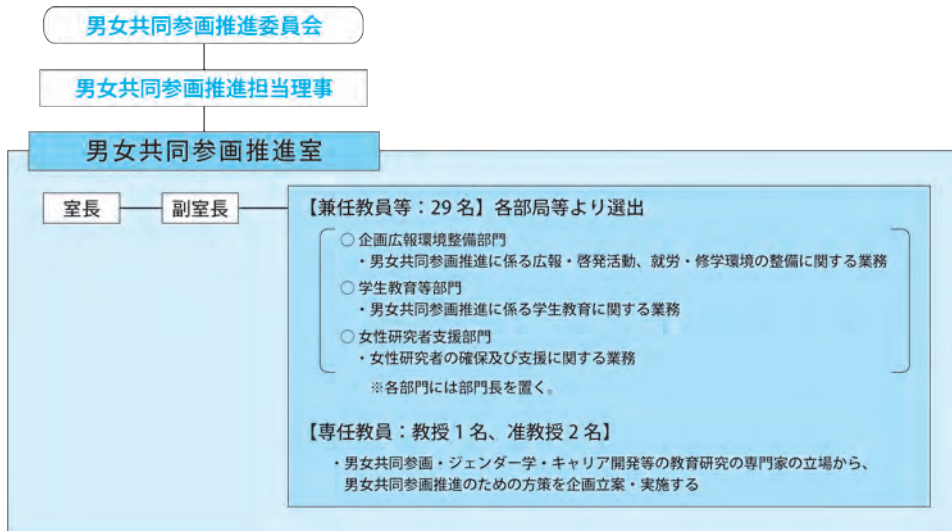 男女共同参画推進委員会
男女共同参画推進担当理事
男女共同参画推進室
室長
副室長
【兼任教員等：29名】各部局等より選出
○ 企画広報環境整備部門
・男女共同参画推進に係る広報・啓発活動、就労・修学環境の整備に関する業務
○ 学生教育等部門
・男女共同参画推進に係る学生教育に関する業務
○ 女性研究者支援部門
・女性研究者の確保及び支援に関する業務
※各部門には部門長を置く。
【専任教員：教授1名、准教授2名】
・男女共同参画・ジェンダー学・キャリア開発等の教育研究の専門家の立場から、
男女共同参画推進のための方策を企画立案・実施する